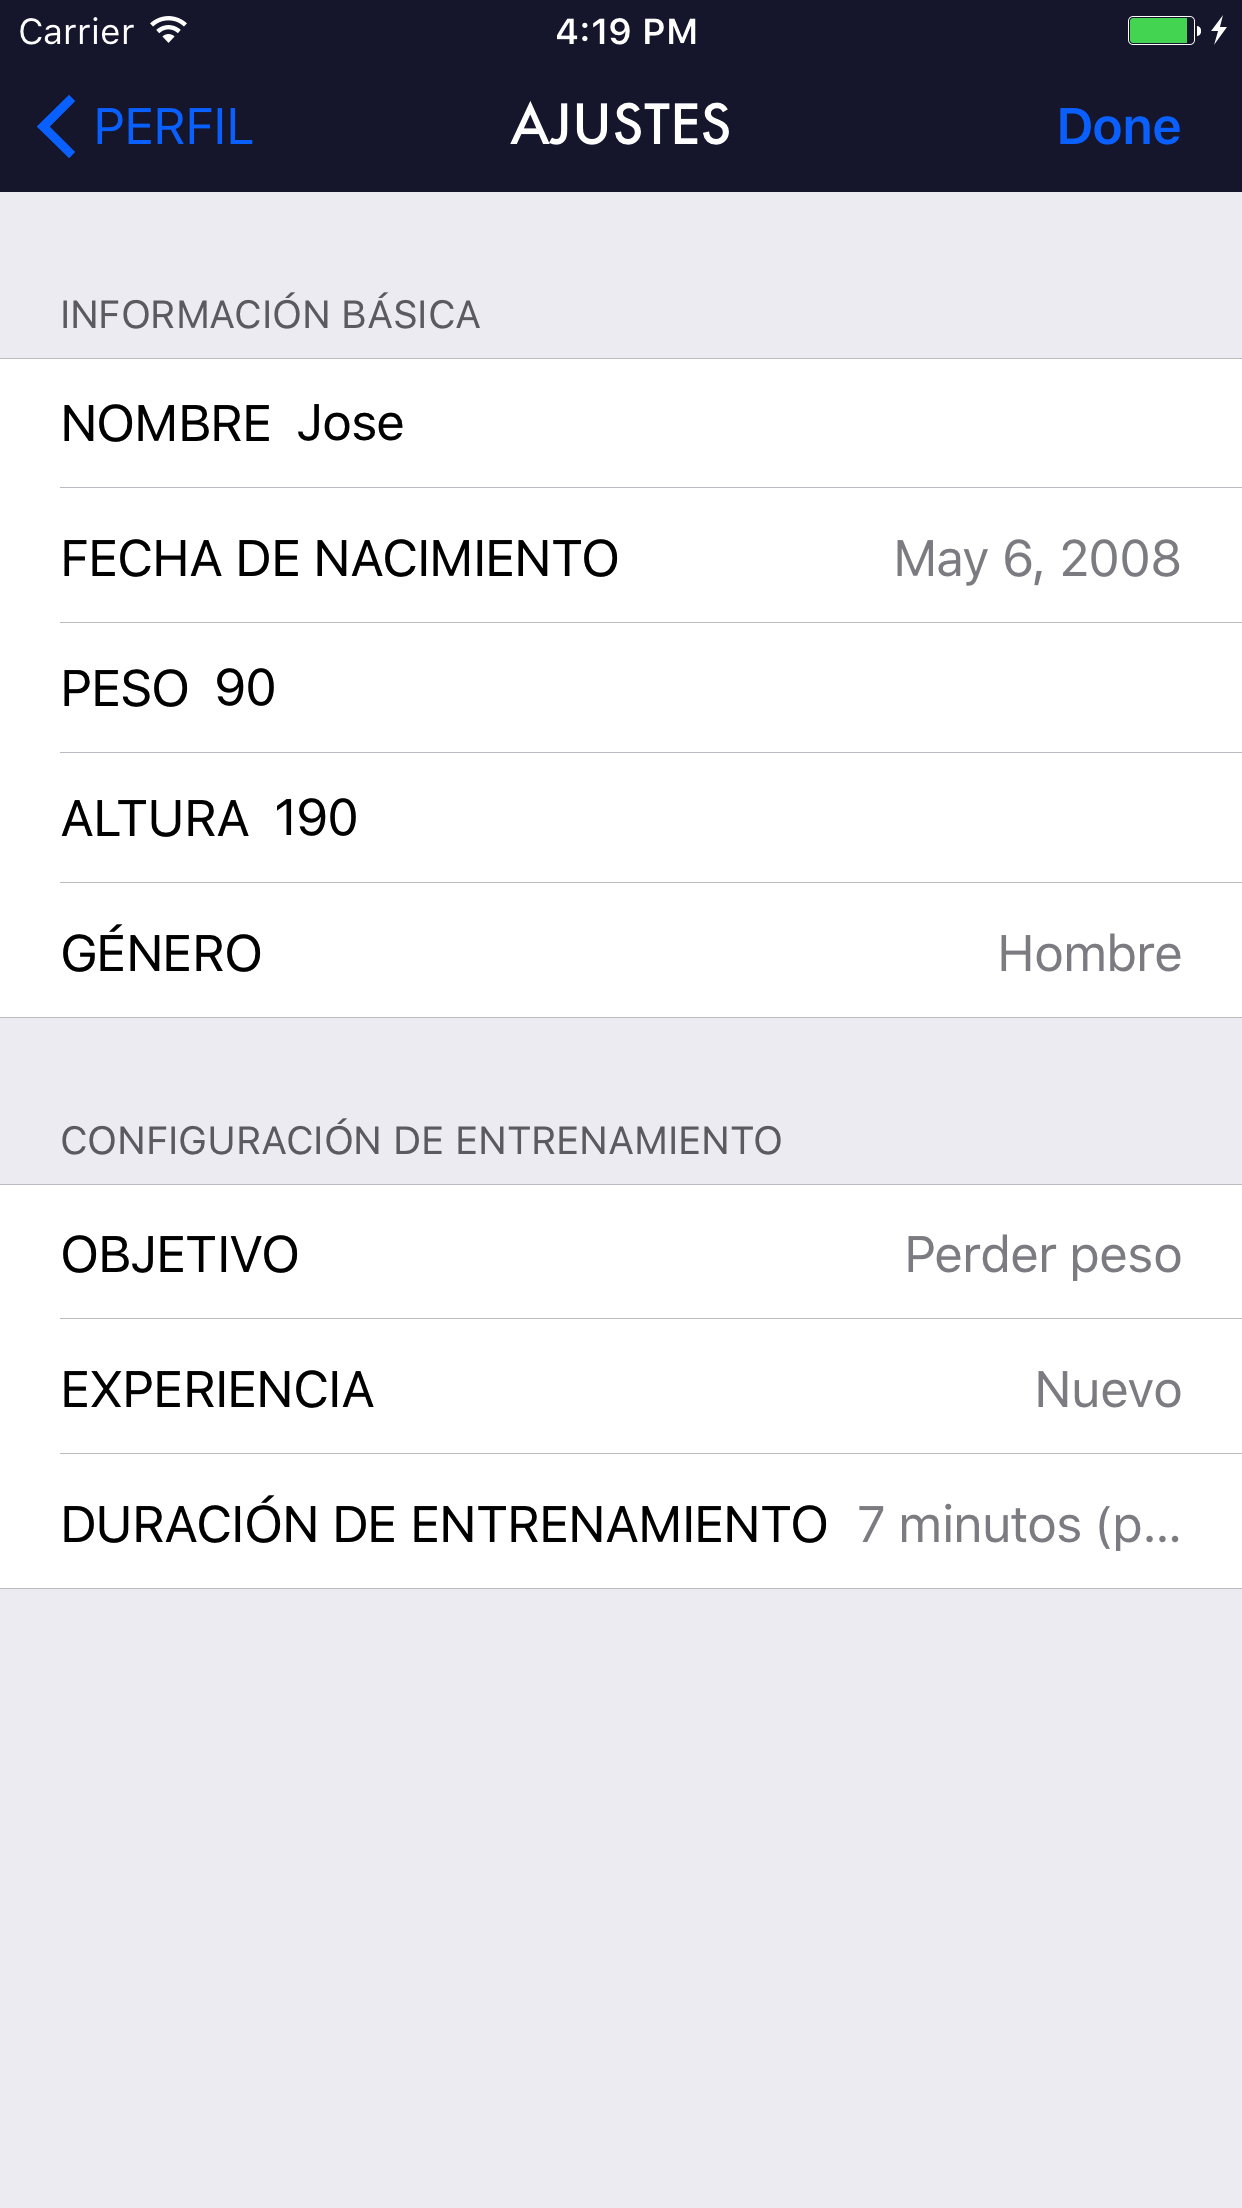 Carrier 4:19 PM
PERFIL AJUSTES Done
INFORMACIÓN BÁSICA
NOMBRE Jose
FECHA DE NACIMIENTO May 6, 2008
PESO 90
ALTURA 190
GÉNERO Hombre
CONFIGURACIÓN DE ENTRENAMIENTO
OBJETIVO Perder peso
EXPERIENCIA Nuevo
DURACIÓN DE ENTRENAMIENTO 7 minutos (p...